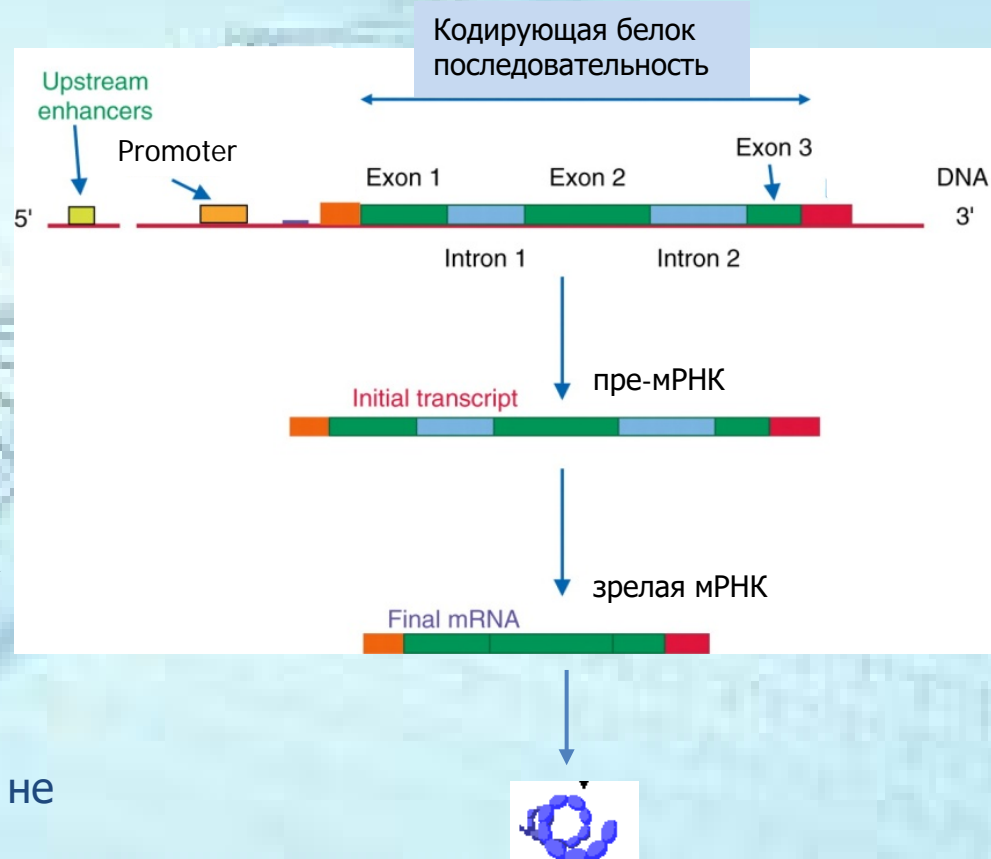 Кодирующая белок
последовательность
Upstream
enhancers
Promoter
Exon 1
Exon 2
Exon 3
DNA
5'
3'
Intron 1
Intron 2
пре-мРНК
Initial transcript
зрелая мРНК
Final mRNA
не